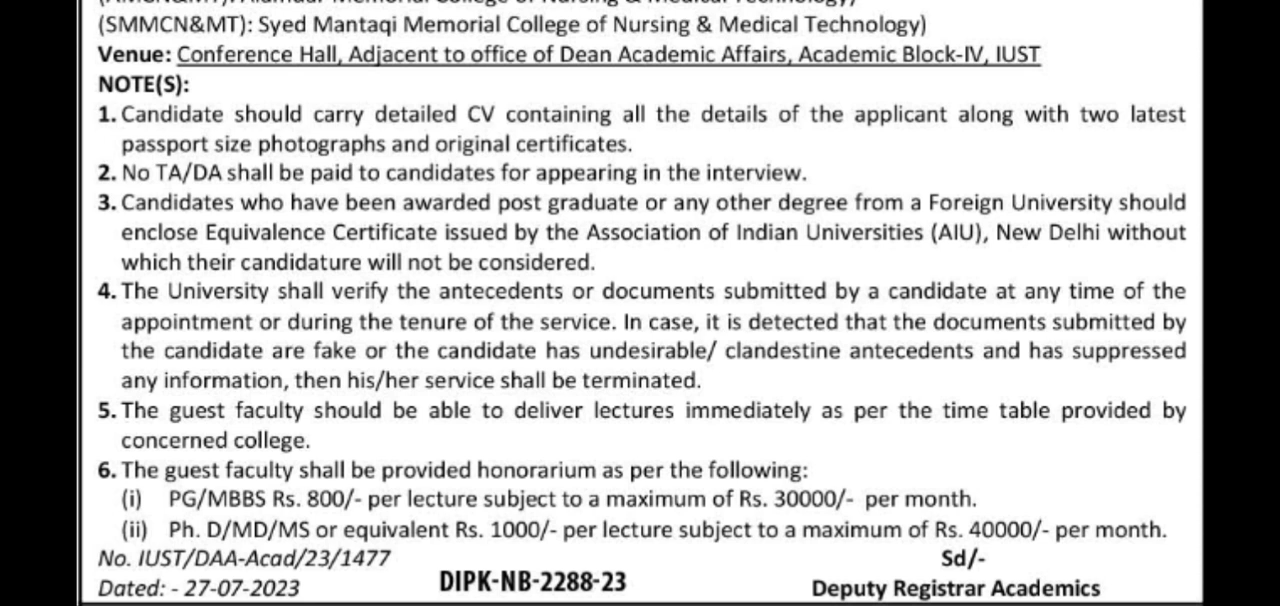 (SMMCN&MT): Syed Mantaqi Memorial College of Nursing & Medical Technology)
Venue: Conference Hall, Adjacent to office of Dean Academic Affairs, Academic Block-IV, IUST
NOTE(S):
1. Candidate should carry detailed CV containing all the details of the applicant along with two latest
passport size photographs and original certificates.
2. No TA/DA shall be paid to candidates for appearing in the interview.
3. Candidates who have been awarded post graduate or any other degree from a Foreign University should
enclose Equivalence Certificate issued by the Association of Indian Universities (AIU), New Delhi without
which their candidature will not be considered.
4. The University shall verify the antecedents or documents submitted by a candidate at any time of the
appointment or during the tenure of the service. In case, it is detected that the documents submitted by
the candidate are fake or the candidate has undesirable/ clandestine antecedents and has suppressed
any information, then his/her service shall be terminated.
5. The guest faculty should be able to deliver lectures immediately as per the time table provided by
concerned college.
6. The guest faculty shall be provided honorarium as per the following:
(i) PG/MBBS Rs. 800/- per lecture subject to a maximum of Rs. 30000/- per month.
(ii) Ph. D/MD/MS or equivalent Rs. 1000/- per lecture subject to a maximum of Rs. 40000/- per month.
No. IUST/DAA-Acad/23/1477 Sd/-
Dated: - 27-07-2023 DIPK-NB-2288-23 Deputy Registrar Academics